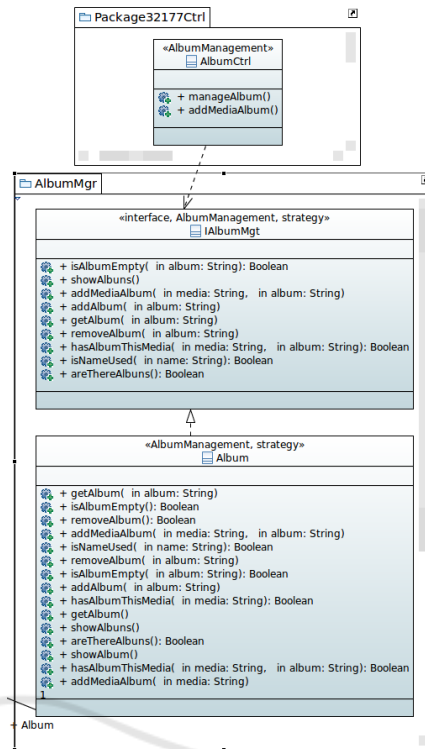 Package32177Ctrl
«AlbumManagement»
AlbumCtrl
+ manageAlbum()
+ addMediaAlbum()
AlbumMgr
«interface, AlbumManagement, strategy»
IAlbumMgt
+ isAlbumEmpty( in album: String): Boolean
+ showAlbuns()
+ addMediaAlbum( in media: String, in album: String)
+ addAlbum( in album: String)
+ getAlbum( in album: String)
+ removeAlbum( in album: String)
+ hasAlbumThisMedia( in media: String, in album: String): Boolean
+ isNameUsed( in name: String): Boolean
+ areThereAlbuns(): Boolean
«AlbumManagement, strategy»
Album
+ getAlbum( in album: String)
+ isAlbumEmpty(): Boolean
+ removeAlbum(): Boolean
+ addMediaAlbum( in media: String, in album: String)
+ isNameUsed( in name: String): Boolean
+ removeAlbum( in album: String)
+ isAlbumEmpty( in album: String): Boolean
+ addAlbum( in album: String)
+ hasAlbumThisMedia( in media: String): Boolean
+ getAlbum()
+ showAlbuns()
+ areThereAlbuns(): Boolean
+ showAlbum()
+ hasAlbumThisMedia( in media: String, in album: String): Boolean
+ addMediaAlbum( in media: String)
1
+ Album